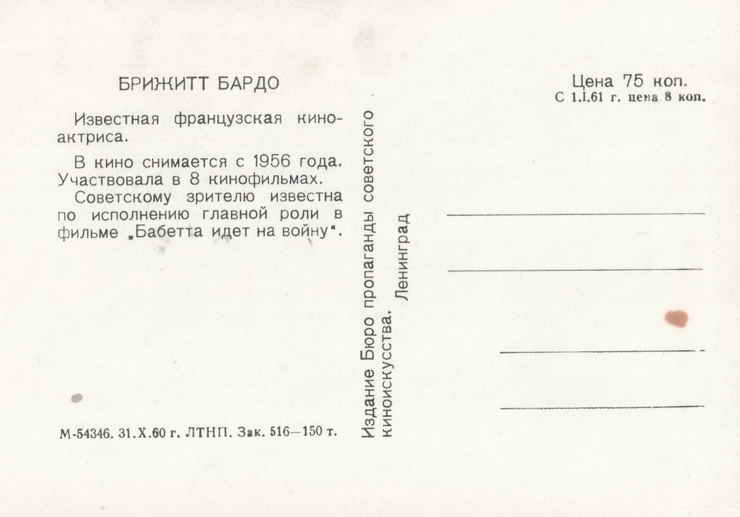 БРИЖИТТ БАРДО
Известная французская кино-
актриса.
В кино снимается с 1956 года.
Участвовала в 8 кинофильмах.
Советскому зрителю известна
по исполнению главной роли в
фильме „Бабетта идет на войну".
М-54346. 31.X.60 г. ЛТНП. Зак. 516—150 т.
Издание Бюро пропаганды советского
киноискусства. Ленинград
Цена 75 коп.
С 1.I.61 г. цена 8 коп.